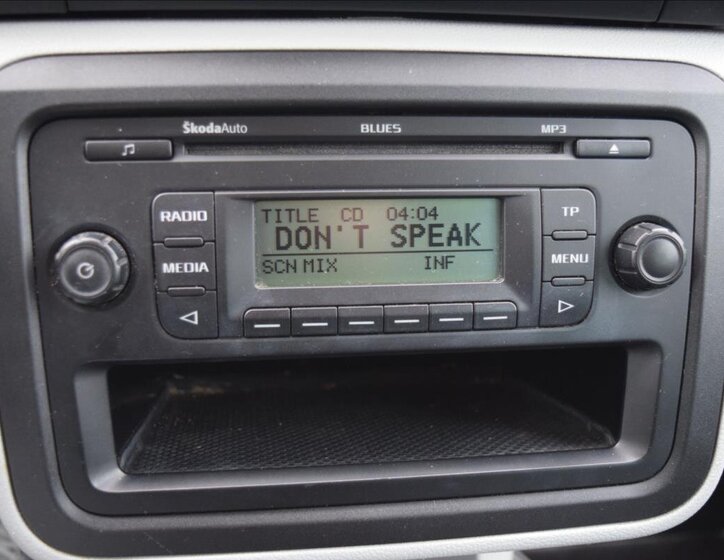 ŠkodaAuto BLUES MP3
RADIO TITLE CD 04:04 TP
DON'T SPEAK
MEDIA SCN MIX INF MENU